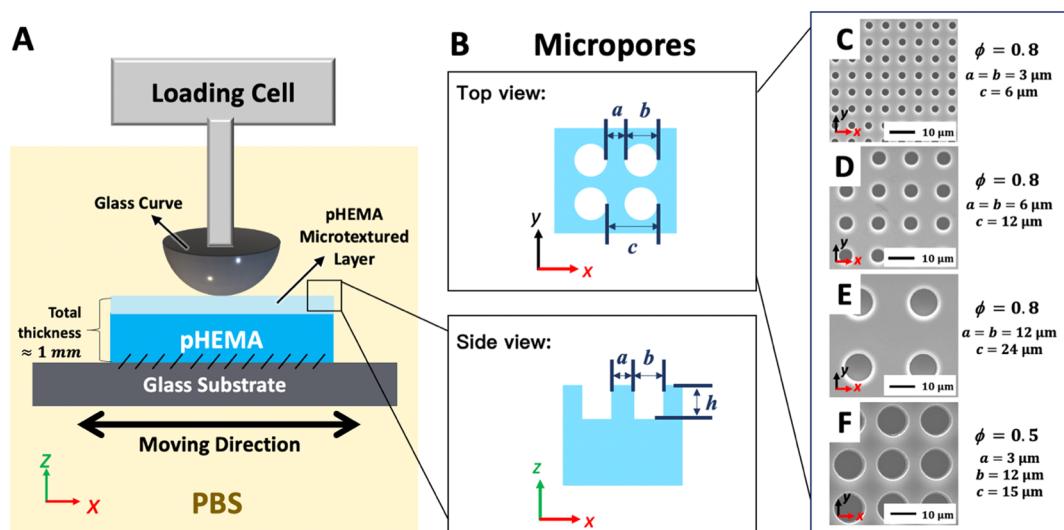 A
Loading Cell
Glass Curve
pHEMA
Microtextured
Layer
Total
thickness
≈ 1 mm
pHEMA
Glass Substrate
Moving Direction
Z
X
PBS
B
Micropores
Top view:
a
b
c
y
x
Side view:
a
b
h
z
x
C
ϕ = 0.8
a = b = 3 μm
c = 6 μm
y
x
10 μm
D
ϕ = 0.8
a = b = 6 μm
c = 12 μm
y
x
10 μm
E
ϕ = 0.8
a = b = 12 μm
c = 24 μm
y
x
10 μm
F
ϕ = 0.5
a = 3 μm
b = 12 μm
c = 15 μm
y
x
10 μm